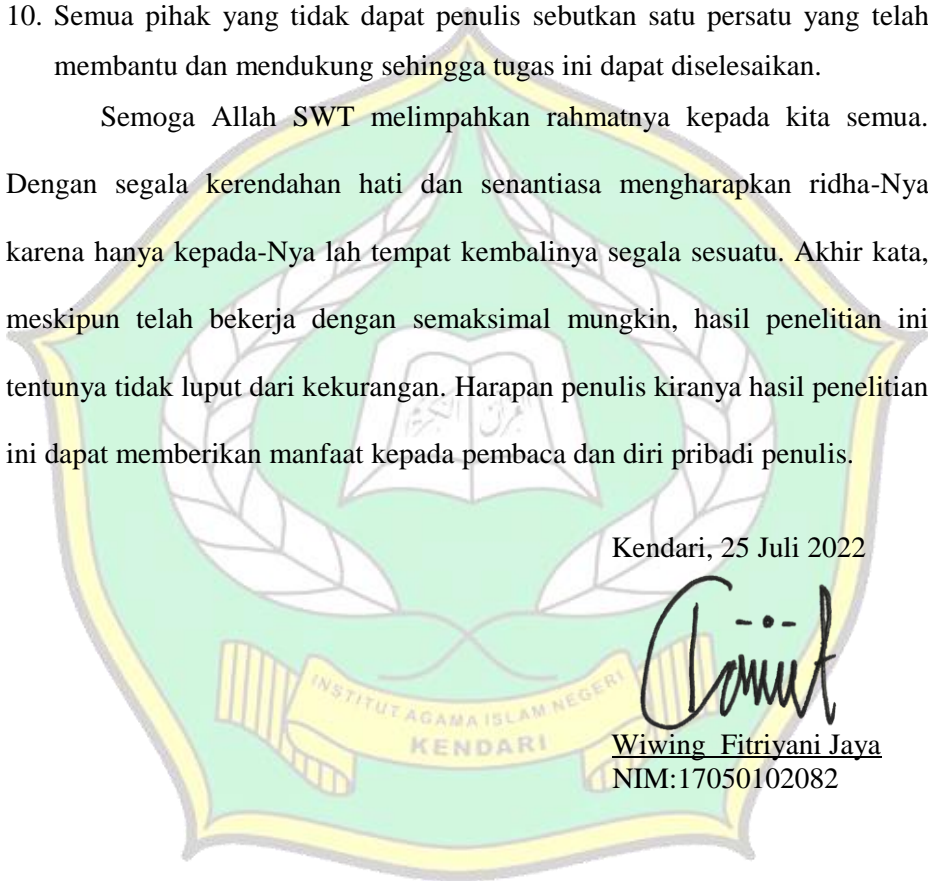 10. Semua pihak yang tidak dapat penulis sebutkan satu persatu yang telah
membantu dan mendukung sehingga tugas ini dapat diselesaikan.
Semoga Allah SWT melimpahkan rahmatnya kepada kita semua.
Dengan segala kerendahan hati dan senantiasa mengharapkan ridha-Nya
karena hanya kepada-Nya lah tempat kembalinya segala sesuatu. Akhir kata,
meskipun telah bekerja dengan semaksimal mungkin, hasil penelitian ini
tentunya tidak luput dari kekurangan. Harapan penulis kiranya hasil penelitian
ini dapat memberikan manfaat kepada pembaca dan diri pribadi penulis.
Kendari, 25 Juli 2022
INSTITUT AGAMA ISLAM NEGERI
KENDARI
Wiwing Fitriyani Jaya
NIM:17050102082